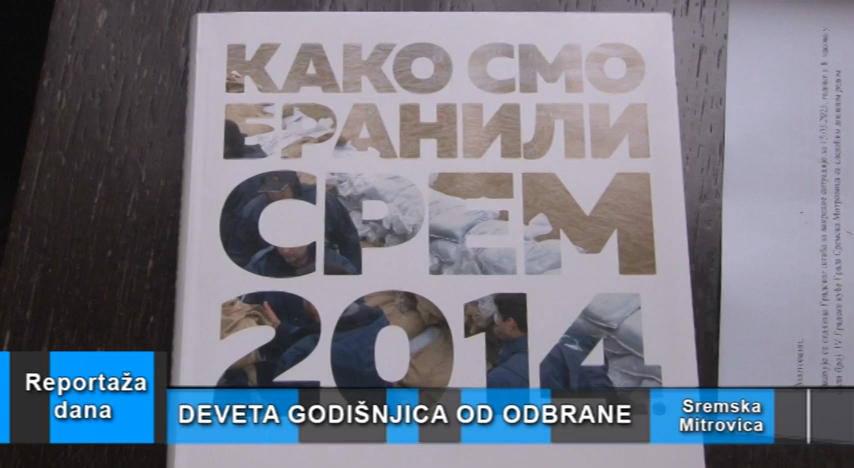 КАКО СМО
БРАНИЛИ
СРЕМ
2014.
Reportaža
dana
DEVETA GODIŠNJICA OD ODBRANE
Sremska
Mitrovica